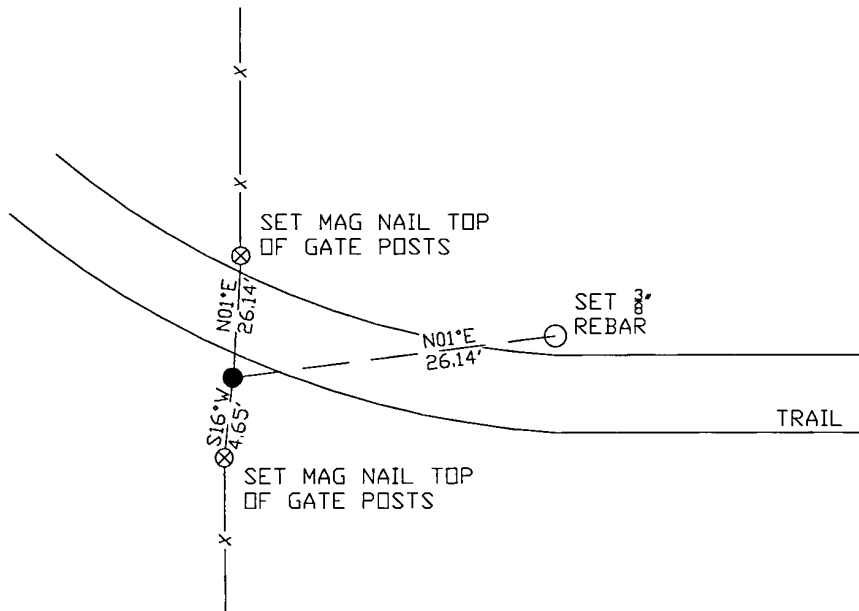 X
X
SET MAG NAIL TOP
OF GATE POSTS
N01°E
26.14'
SET 3/8"
REBAR
N01°E
26.14'
S16°W
4.65'
TRAIL
SET MAG NAIL TOP
OF GATE POSTS
X